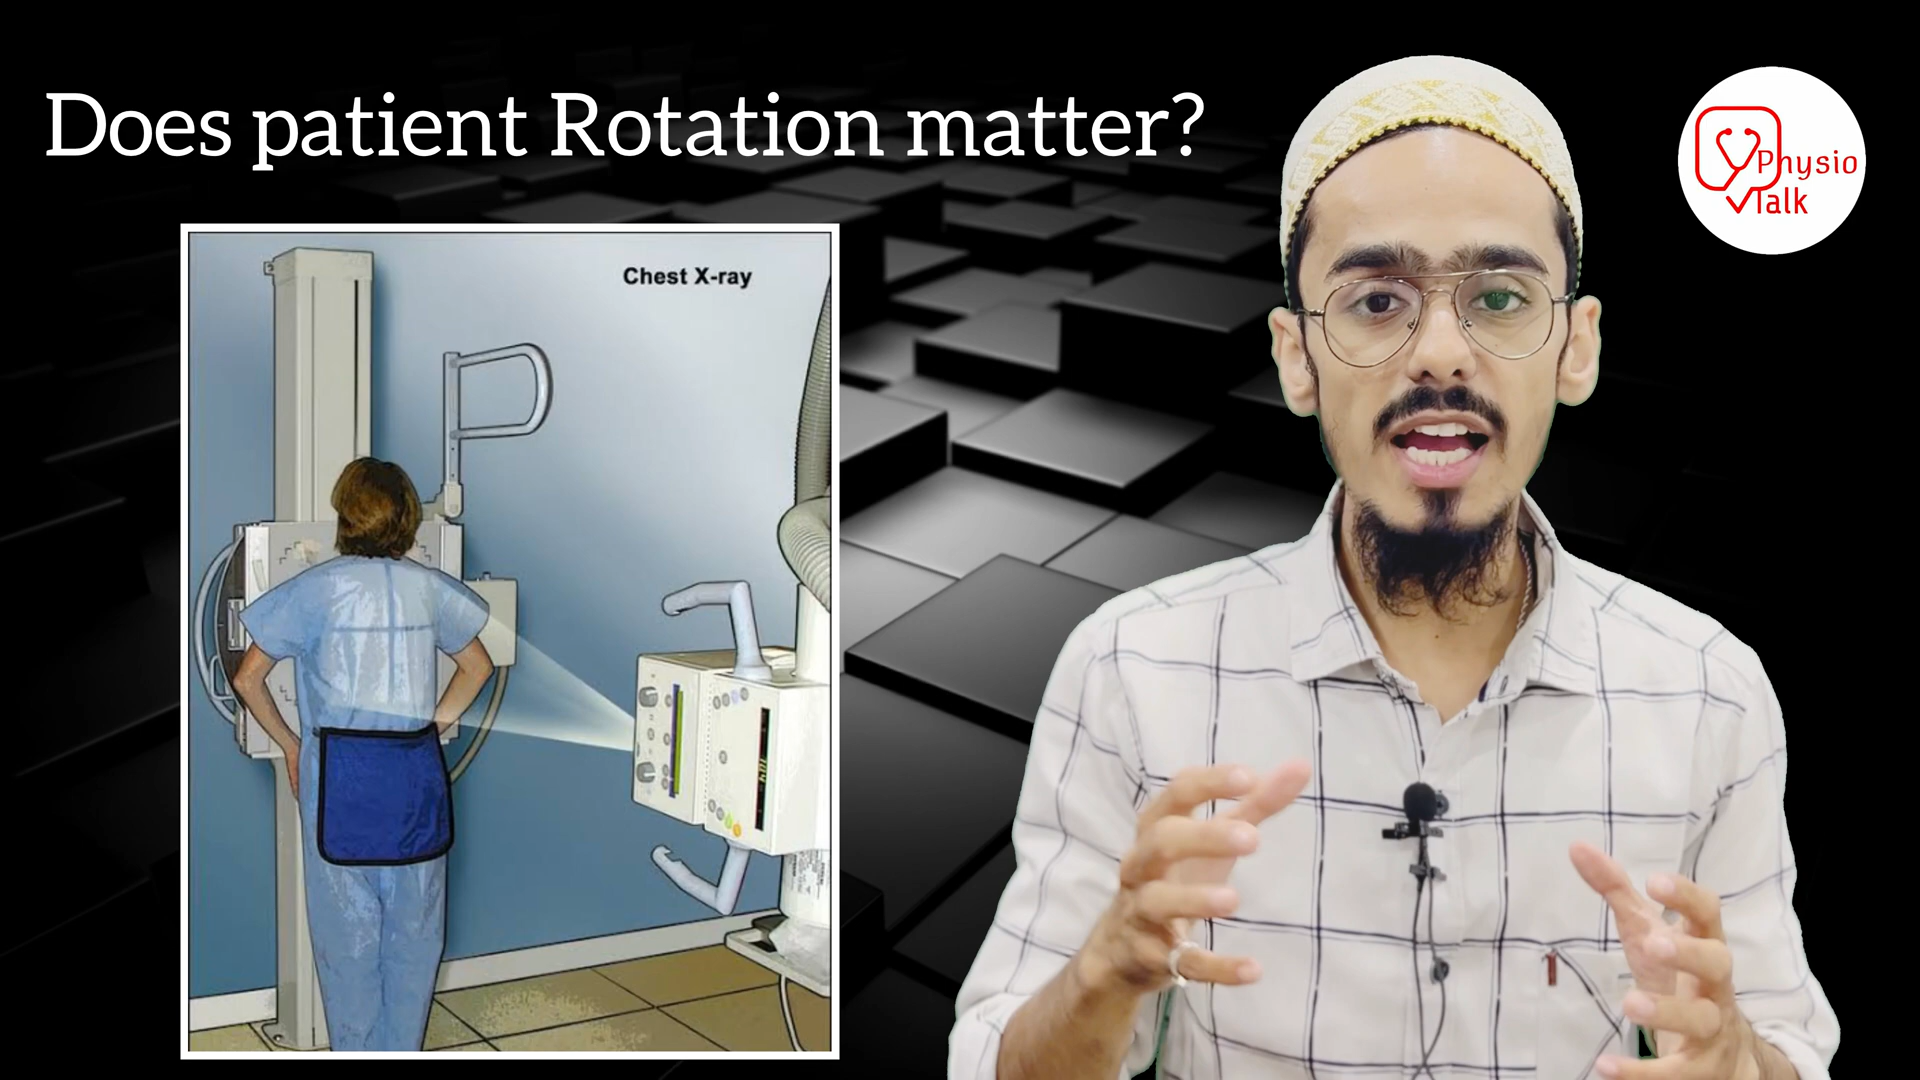 Does patient Rotation matter?
Chest X-ray
Physio
Talk